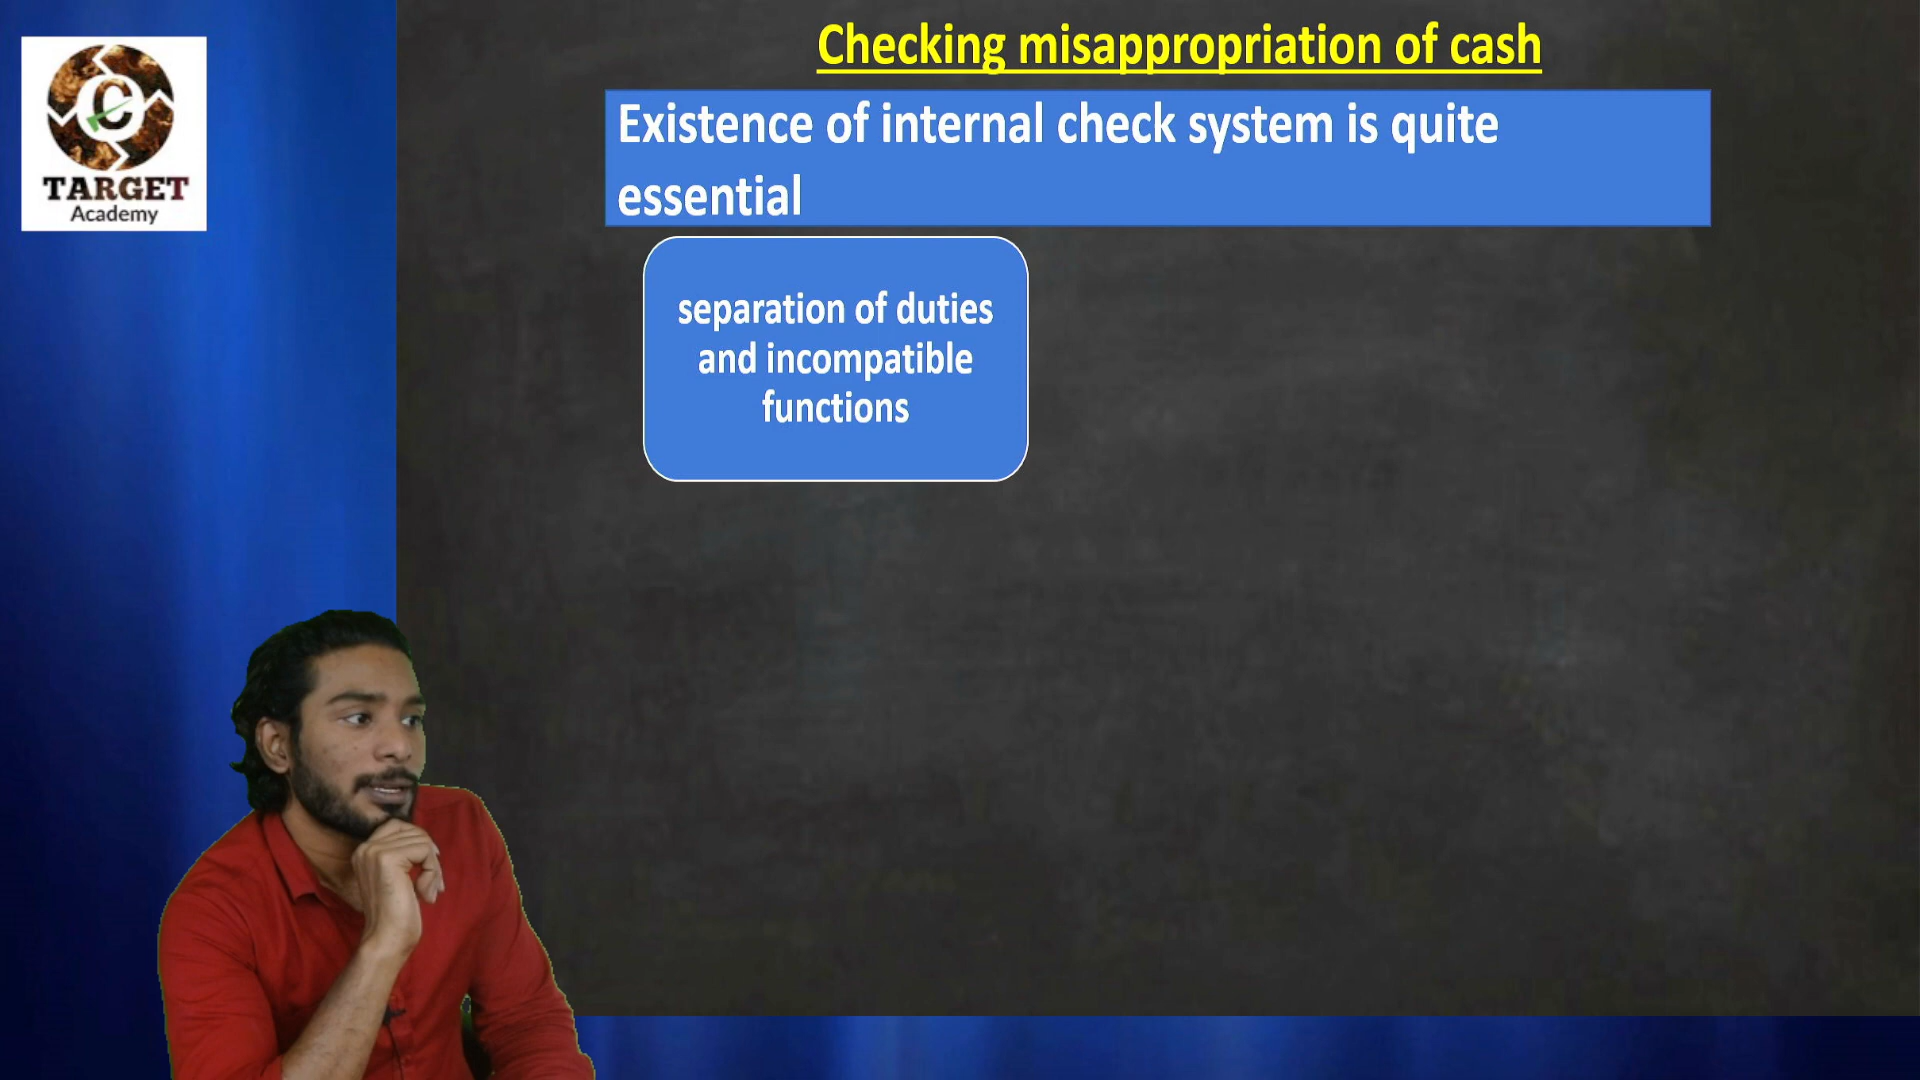 TARGET
Academy
Checking misappropriation of cash
Existence of internal check system is quite
essential
separation of duties
and incompatible
functions